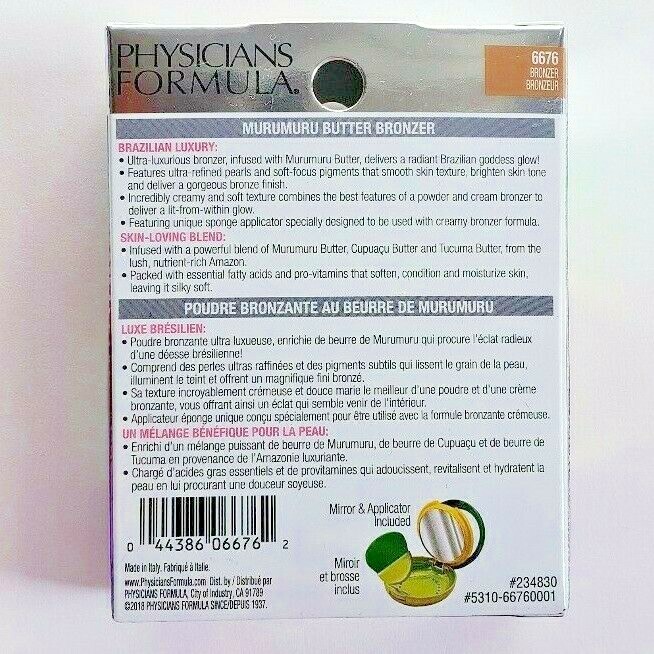 PHYSICIANS
FORMULA®
6676
BRONZER
BRONZEUR
MURUMURU BUTTER BRONZER
BRAZILIAN LUXURY:
• Ultra-luxurious bronzer, infused with Murumuru Butter, delivers a radiant Brazilian goddess glow!
• Features ultra-refined pearls and soft-focus pigments that smooth skin texture, brighten skin tone
and deliver a gorgeous bronze finish.
• Incredibly creamy and soft texture combines the best features of a powder and cream bronzer to
deliver a lit-from-within glow.
• Featuring unique sponge applicator specially designed to be used with creamy bronzer formula.
SKIN-LOVING BLEND:
• Infused with a powerful blend of Murumuru Butter, Cupuaçu Butter and Tucuma Butter, from the
lush, nutrient-rich Amazon.
• Packed with essential fatty acids and pro-vitamins that soften, condition and moisturize skin,
leaving it silky soft.
POUDRE BRONZANTE AU BEURRE DE MURUMURU
LUXE BRÉSILIEN:
• Poudre bronzante ultra luxueuse, enrichie de beurre de Murumuru qui procure l'éclat radieux
d'une déesse brésilienne!
• Comprend des perles ultra raffinées et des pigments subtils qui lissent le grain de la peau,
illuminent le teint et offrent un magnifique fini bronzé.
• Sa texture incroyablement crémeuse et douce marie le meilleur d'une poudre et d'une crème
bronzante, vous offrant ainsi un éclat qui semble venir de l'intérieur.
• Applicateur éponge unique conçu spécialement pour être utilisé avec la formule bronzante crémeuse.
UN MÉLANGE BÉNÉFIQUE POUR LA PEAU:
• Enrichi d'un mélange puissant de beurre de Murumuru, de beurre de Cupuaçu et de beurre de
Tucuma en provenance de l'Amazonie luxuriante.
• Chargé d'acides gras essentiels et de provitamines qui adoucissent, revitalisent et hydratent la
peau en lui procurant une douceur soyeuse.
Mirror & Applicator
Included
0 44386 06676 2
Miroir
et brosse
inclus
Made in Italy. Fabriqué à Italie.
www.PhysiciansFormula.com Dist. by / Distribué par
PHYSICIANS FORMULA, City of Industry, CA 91789
©2018 PHYSICIANS FORMULA SINCE/DEPUIS 1937.
#234830
#5310-66760001